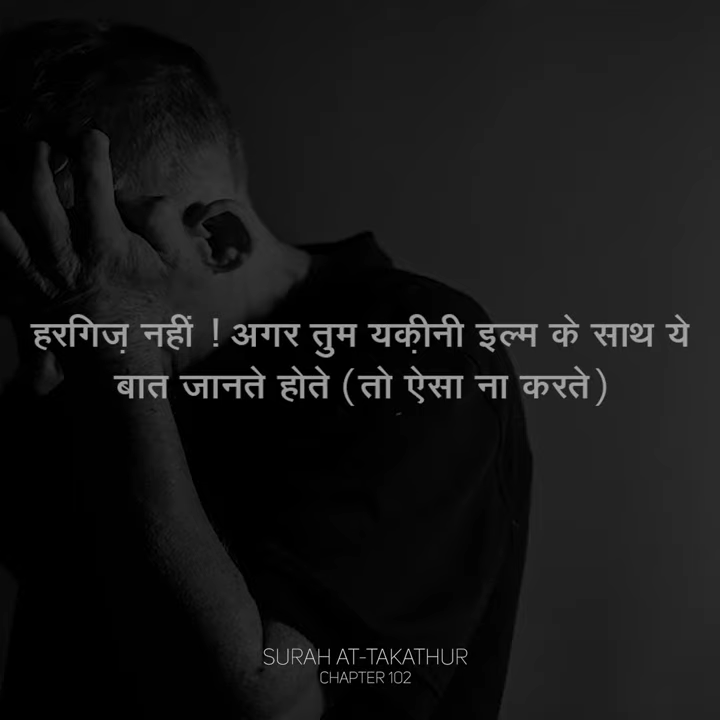 हरगिज़ नहीं ! अगर तुम यक़ीनी इल्म के साथ ये
बात जानते होते (तो ऐसा ना करते)
SURAH AT-TAKATHUR
CHAPTER 102